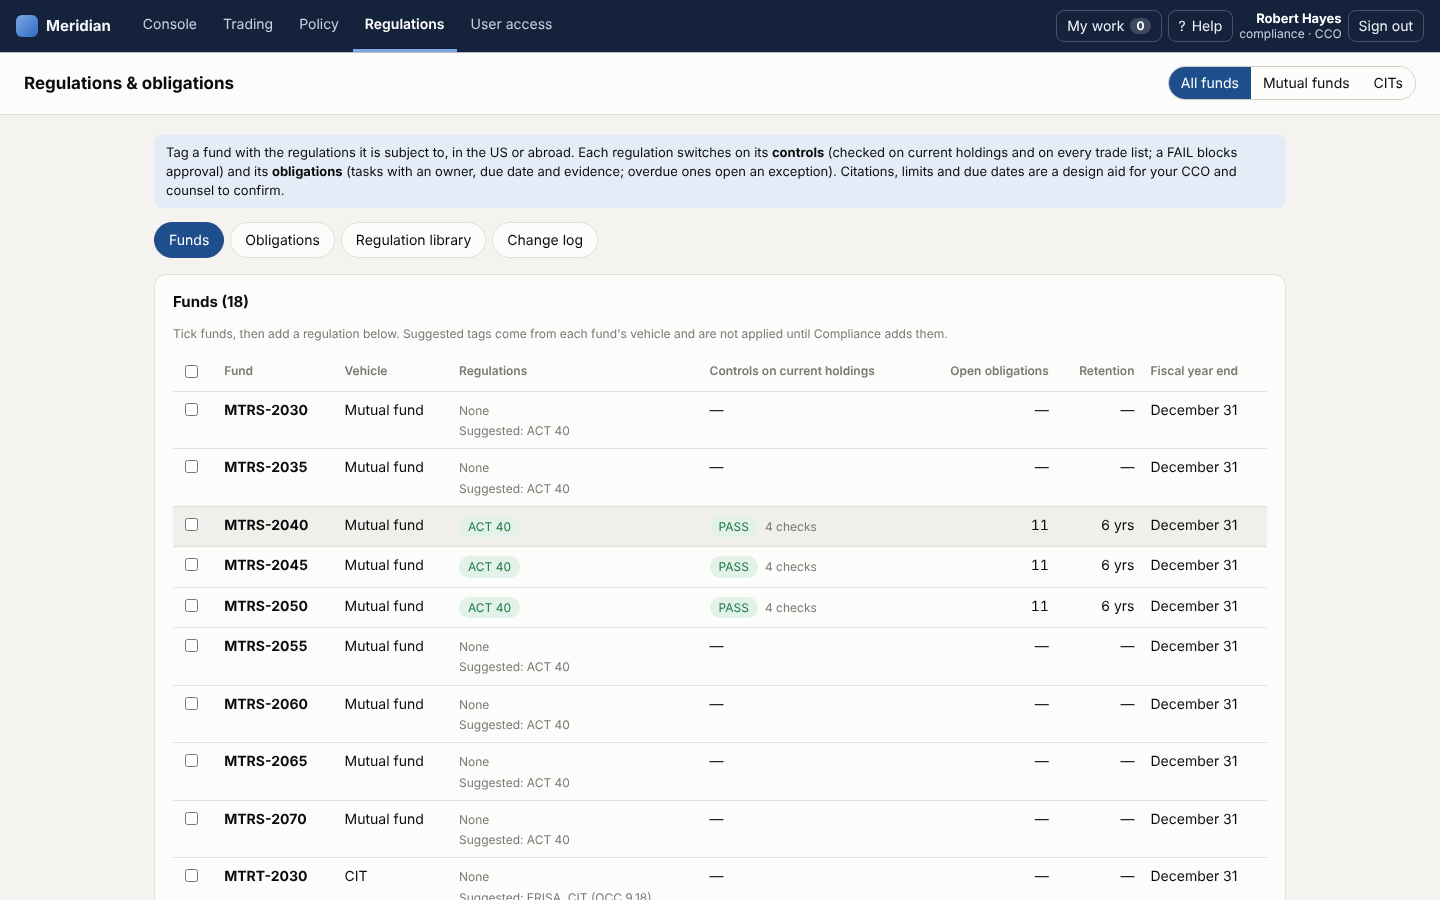 Meridian
Console
Trading
Policy
Regulations
User access
My work 0
? Help
Robert Hayes
compliance · CCO
Sign out
Regulations & obligations
All funds
Mutual funds
CITs
Tag a fund with the regulations it is subject to, in the US or abroad. Each regulation switches on its controls (checked on current holdings and on every trade list; a FAIL blocks
approval) and its obligations (tasks with an owner, due date and evidence; overdue ones open an exception). Citations, limits and due dates are a design aid for your CCO and
counsel to confirm.
Funds
Obligations
Regulation library
Change log
Funds (18)
Tick funds, then add a regulation below. Suggested tags come from each fund's vehicle and are not applied until Compliance adds them.
Fund Vehicle Regulations Controls on current holdings Open obligations Retention Fiscal year end
MTRS-2030 Mutual fund None — — — December 31
Suggested: ACT 40
MTRS-2035 Mutual fund None — — — December 31
Suggested: ACT 40
MTRS-2040 Mutual fund ACT 40 PASS 4 checks 11 6 yrs December 31
MTRS-2045 Mutual fund ACT 40 PASS 4 checks 11 6 yrs December 31
MTRS-2050 Mutual fund ACT 40 PASS 4 checks 11 6 yrs December 31
MTRS-2055 Mutual fund None — — — December 31
Suggested: ACT 40
MTRS-2060 Mutual fund None — — — December 31
Suggested: ACT 40
MTRS-2065 Mutual fund None — — — December 31
Suggested: ACT 40
MTRS-2070 Mutual fund None — — — December 31
Suggested: ACT 40
MTRT-2030 CIT None — — — December 31
Suggested: ERISA, CIT (OCC 9.18)